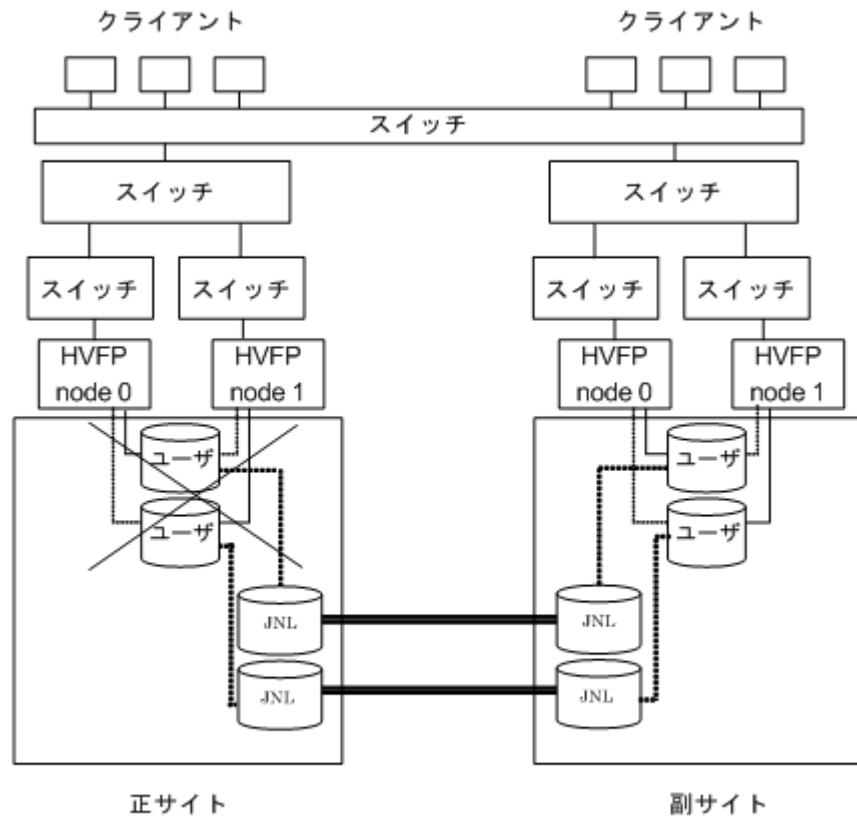 クライアント
クライアント
スイッチ
スイッチ
スイッチ
スイッチ
スイッチ
スイッチ
スイッチ
HVFP
node 0
HVFP
node 1
HVFP
node 0
HVFP
node 1
ユーザ
ユーザ
ユーザ
ユーザ
JNL
JNL
JNL
JNL
正サイト
副サイト